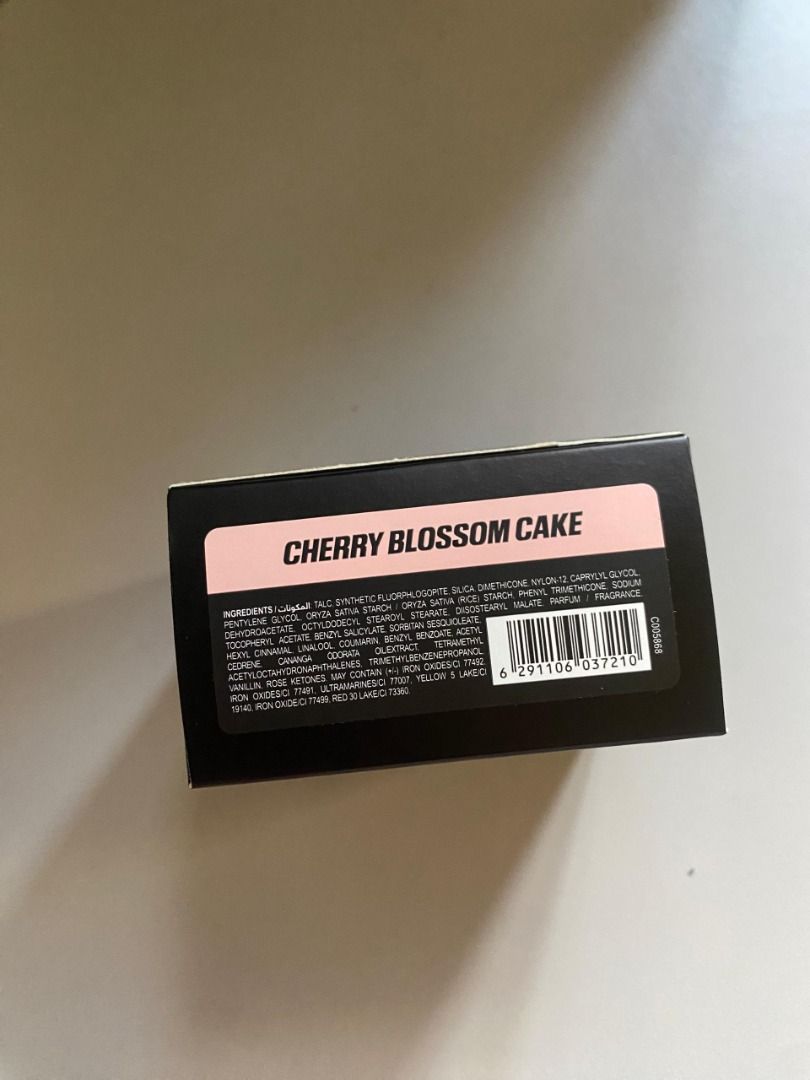 CHERRY BLOSSOM CAKE
INGREDIENTS / المكونات: TALC, SYNTHETIC FLUORPHLOGOPITE, SILICA, DIMETHICONE, NYLON-12, CAPRYLYL GLYCOL,
PENTYLENE GLYCOL, ORYZA SATIVA STARCH / ORYZA SATIVA (RICE) STARCH, PHENYL TRIMETHICONE, SODIUM
DEHYDROACETATE, OCTYLDODECYL STEAROYL STEARATE, DIISOSTEARYL MALATE, PARFUM / FRAGRANCE,
TOCOPHERYL ACETATE, BENZYL SALICYLATE, SORBITAN SESQUIOLEATE,
HEXYL CINNAMAL, LINALOOL, COUMARIN, BENZYL BENZOATE, ACETYL
CEDRENE, CANANGA ODORATA OILEXTRACT, TETRAMETHYL
ACETYLOCTAHYDRONAPHTHALENES, TRIMETHYLBENZENEPROPANOL,
VANILLIN, ROSE KETONES. MAY CONTAIN (+/-) IRON OXIDES/CI 77492,
IRON OXIDES/CI 77491, ULTRAMARINES/CI 77007, YELLOW 5 LAKE/CI
19140, IRON OXIDE/CI 77499, RED 30 LAKE/CI 73360.
6 291106 037210
C005868